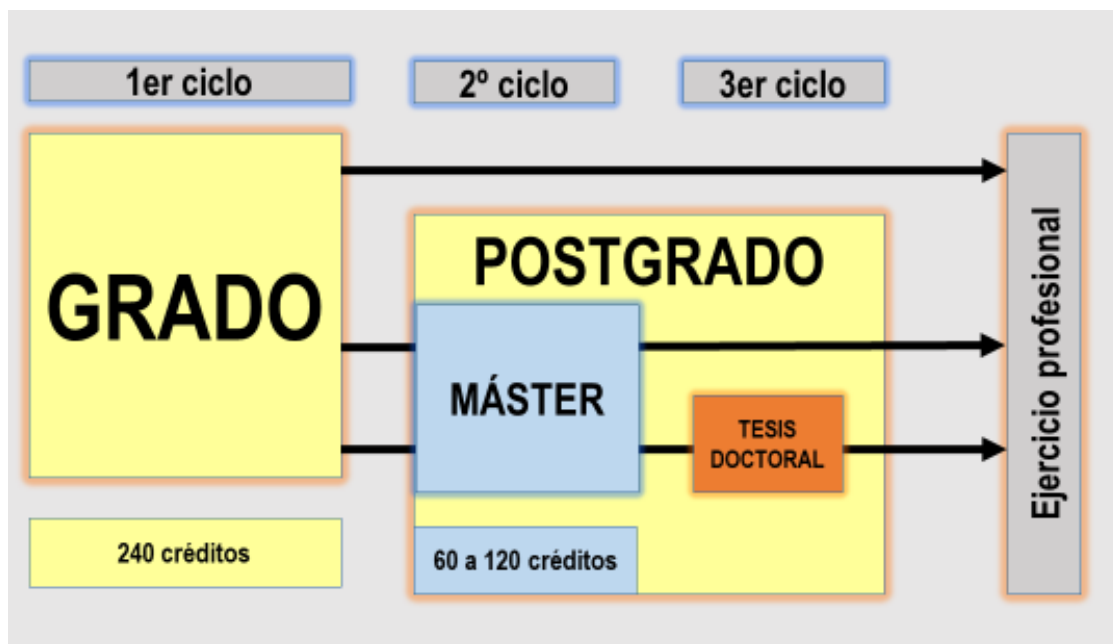 1er ciclo
2º ciclo
3er ciclo
GRADO
POSTGRADO
MÁSTER
TESIS
DOCTORAL
Ejercicio profesional
240 créditos
60 a 120 créditos